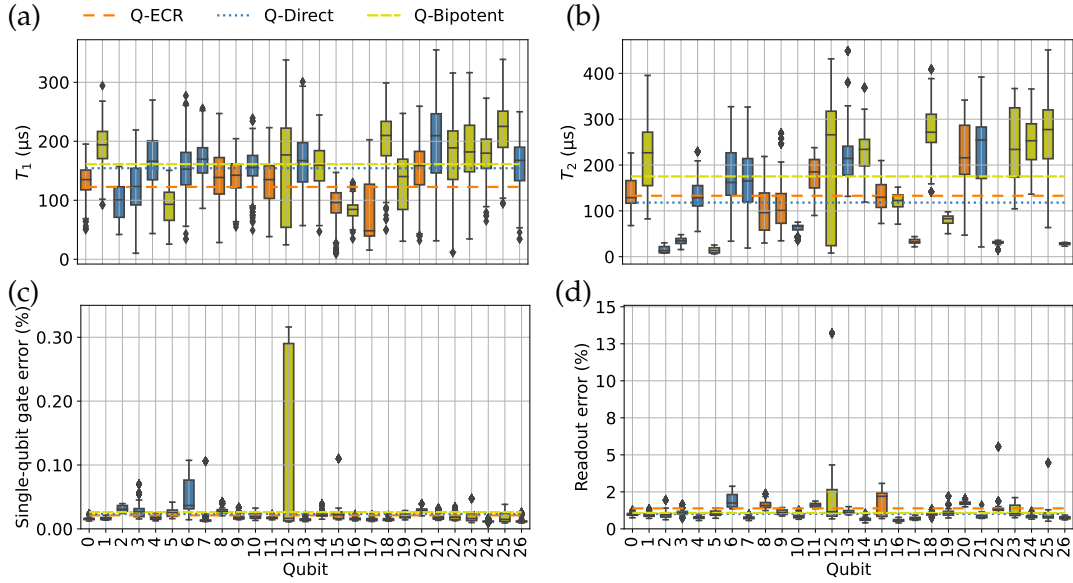 (a) Q-ECR Q-Direct Q-Bipotent (b)
T1 (µs)
300
200
100
0
T2 (µs)
400
300
200
100
0
(c)
Single-qubit gate error (%)
0.30
0.20
0.10
0.00
0 1 2 3 4 5 6 7 8 9 10 11 12 13 14 15 16 17 18 19 20 21 22 23 24 25 26
Qubit
(d)
Readout error (%)
15
13
10
8
5
2
0
0 1 2 3 4 5 6 7 8 9 10 11 12 13 14 15 16 17 18 19 20 21 22 23 24 25 26
Qubit